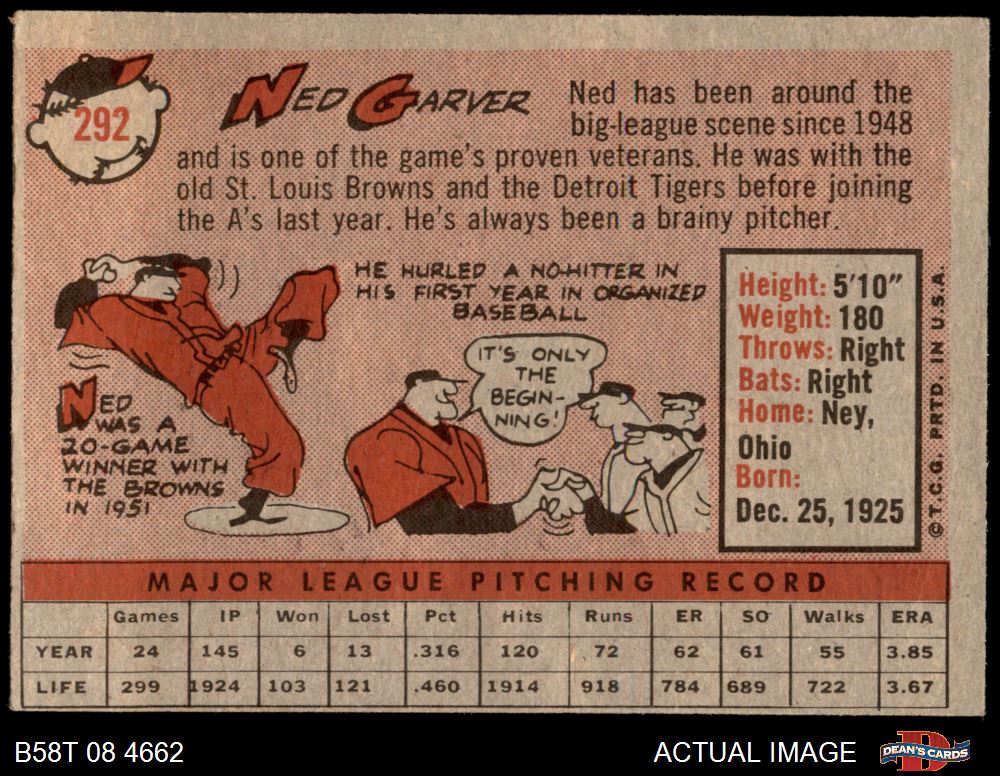 292
NED GARVER
Ned has been around the
big-league scene since 1948
and is one of the game's proven veterans. He was with the
old St. Louis Browns and the Detroit Tigers before joining
the A's last year. He's always been a brainy pitcher.
HE HURLED A NO-HITTER IN
HIS FIRST YEAR IN ORGANIZED
BASEBALL
IT'S ONLY
THE
BEGIN-
NING!
NED
WAS A
20-GAME
WINNER WITH
THE BROWNS
IN 1951
Height: 5'10"
Weight: 180
Throws: Right
Bats: Right
Home: Ney,
Ohio
Born:
Dec. 25, 1925
©T.C.G. PRTD. IN U.S.A.
MAJOR LEAGUE PITCHING RECORD
Games IP Won Lost Pct Hits Runs ER SO Walks ERA
YEAR 24 145 6 13 .316 120 72 62 61 55 3.85
LIFE 299 1924 103 121 .460 1914 918 784 689 722 3.67
B58T 08 4662
ACTUAL IMAGE
DEAN'S CARDS